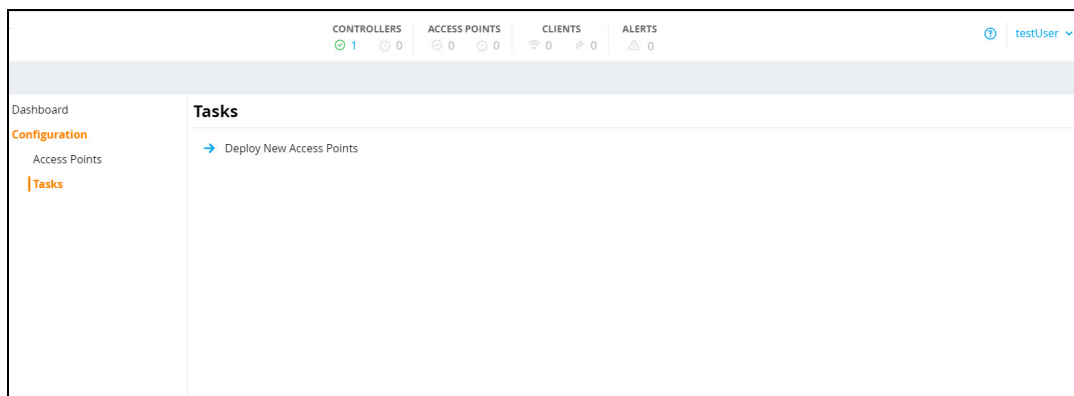 CONTROLLERS ACCESS POINTS CLIENTS ALERTS
1 0 0 0 0 0 0
testUser
Dashboard
Configuration
Access Points
Tasks
Tasks
Deploy New Access Points